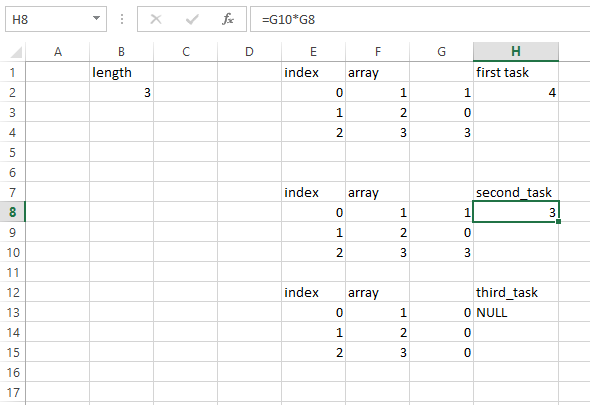 H8 fx =G10*G8
A B C D E F G H
1 length index array first task
2 3 0 1 1 4
3 1 2 0
4 2 3 3
5
6
7 index array second_task
8 0 1 1 3
9 1 2 0
10 2 3 3
11
12 index array third_task
13 0 1 0 NULL
14 1 2 0
15 2 3 0
16
17